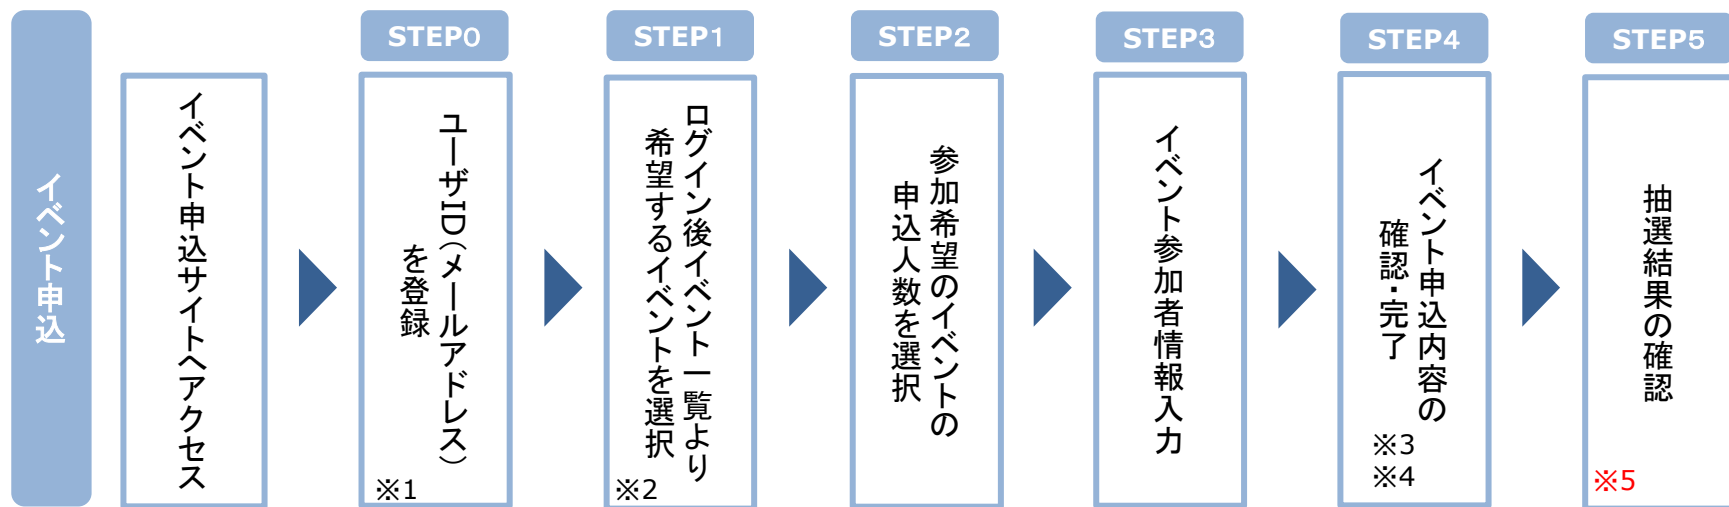 イベント申込
イベント申込サイトへアクセス
STEP0
ユーザID(メールアドレス)
を登録
※1
STEP1
ログイン後イベント一覧より
希望するイベントを選択
※2
STEP2
参加希望のイベントの
申込人数を選択
STEP3
イベント参加者情報入力
STEP4
イベント申込内容の
確認・完了
※3
※4
STEP5
抽選結果の確認
※5